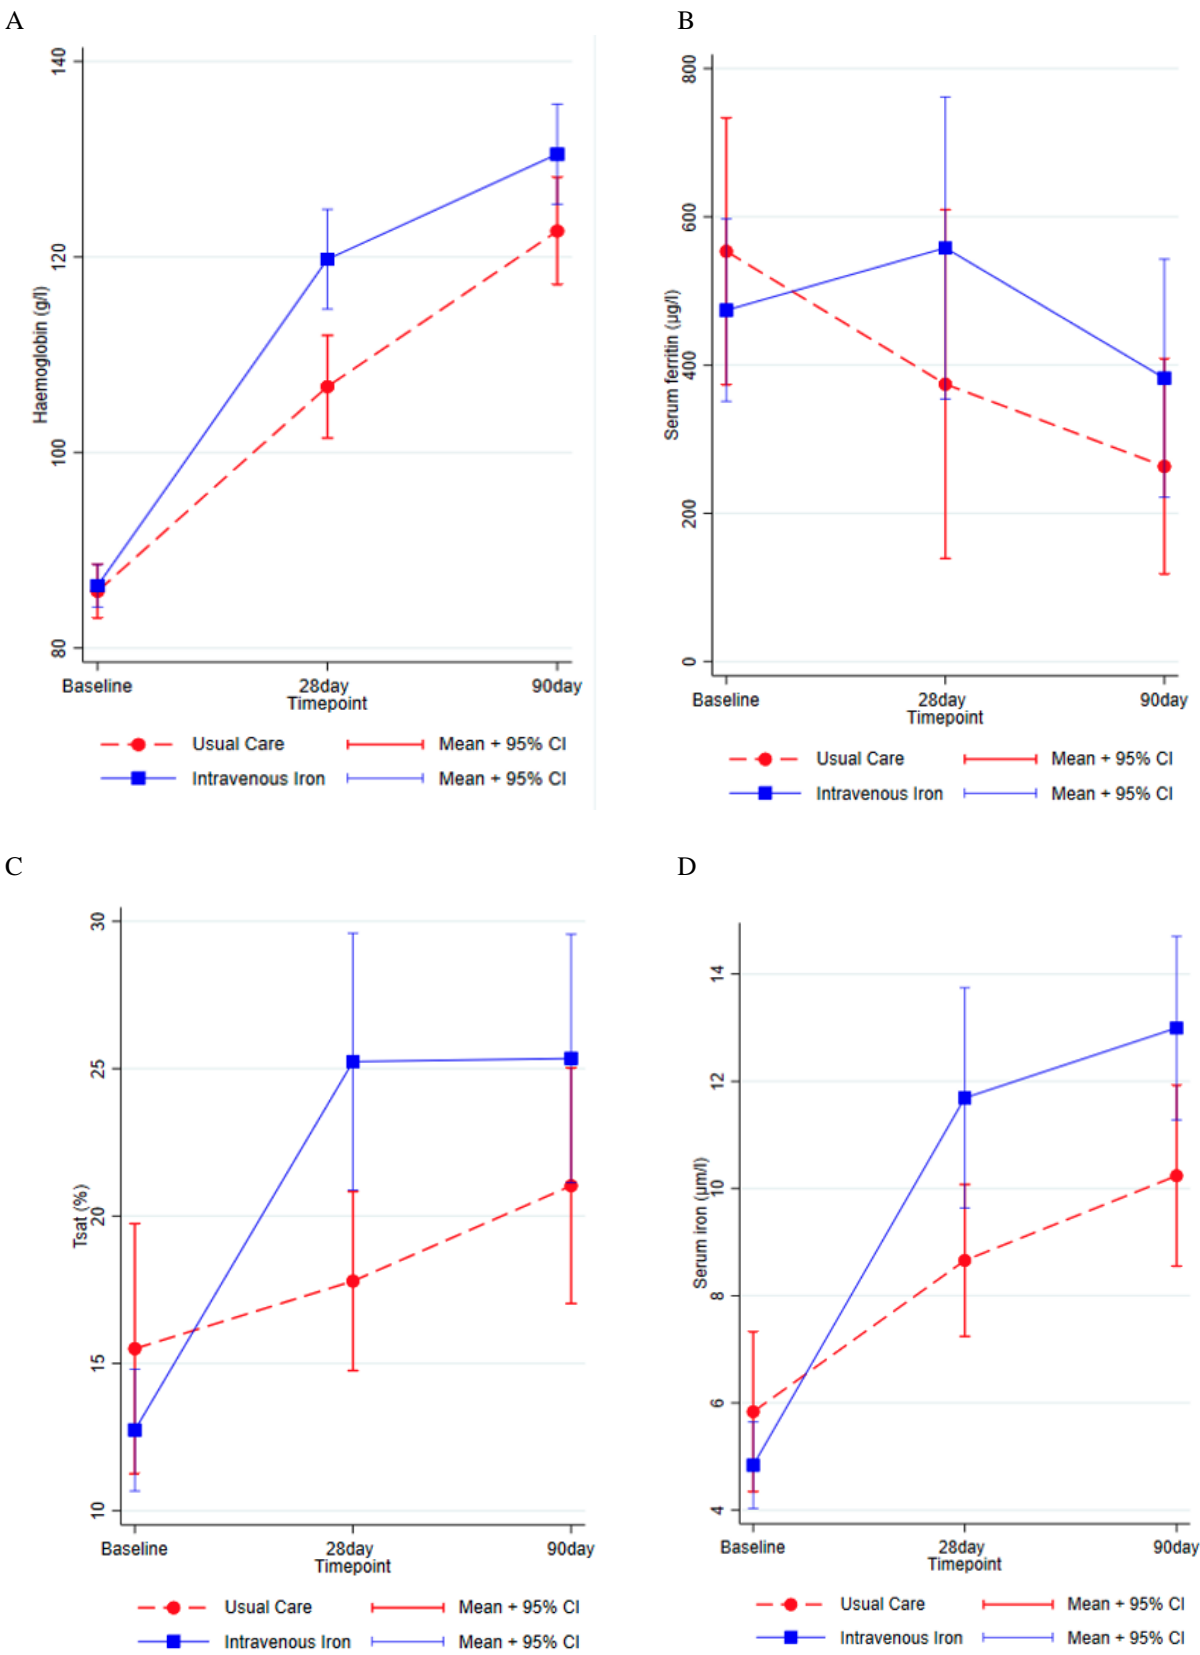 A
Haemoglobin (g/l)
140
120
100
80
Baseline 28day 90day
Timepoint
Usual Care Mean + 95% CI
Intravenous Iron Mean + 95% CI
B
Serum ferritin (µg/l)
800
600
400
200
0
Baseline 28day 90day
Timepoint
Usual Care Mean + 95% CI
Intravenous Iron Mean + 95% CI
C
Tsat (%)
30
25
20
15
10
Baseline 28day 90day
Timepoint
Usual Care Mean + 95% CI
Intravenous Iron Mean + 95% CI
D
Serum iron (µm/l)
14
12
10
8
6
4
Baseline 28day 90day
Timepoint
Usual Care Mean + 95% CI
Intravenous Iron Mean + 95% CI